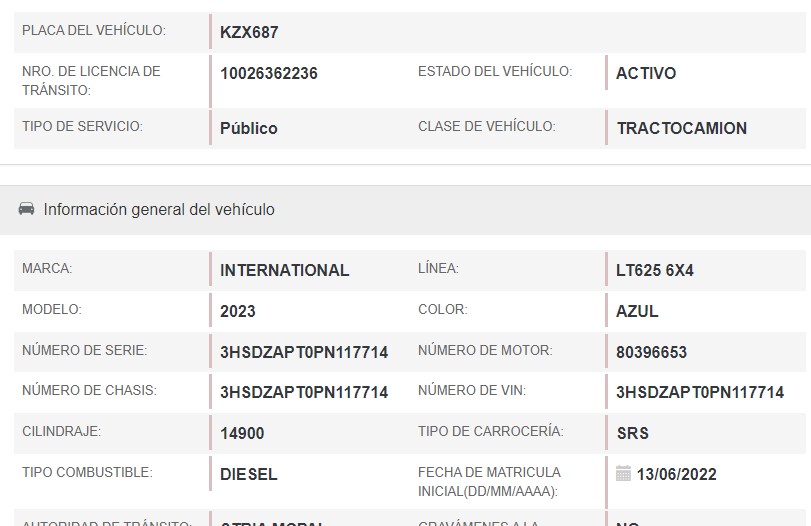 PLACA DEL VEHÍCULO: KZX687
NRO. DE LICENCIA DE TRÁNSITO: 10026362236 ESTADO DEL VEHÍCULO: ACTIVO
TIPO DE SERVICIO: Público CLASE DE VEHÍCULO: TRACTOCAMION
Información general del vehículo
MARCA: INTERNATIONAL LÍNEA: LT625 6X4
MODELO: 2023 COLOR: AZUL
NÚMERO DE SERIE: 3HSDZAPT0PN117714 NÚMERO DE MOTOR: 80396653
NÚMERO DE CHASIS: 3HSDZAPT0PN117714 NÚMERO DE VIN: 3HSDZAPT0PN117714
CILINDRAJE: 14900 TIPO DE CARROCERÍA: SRS
TIPO COMBUSTIBLE: DIESEL FECHA DE MATRICULA INICIAL(DD/MM/AAAA): 13/06/2022
AUTORIDAD DE TRÁNSITO: STRIA MORAL GRAVÁMENES A LA NO